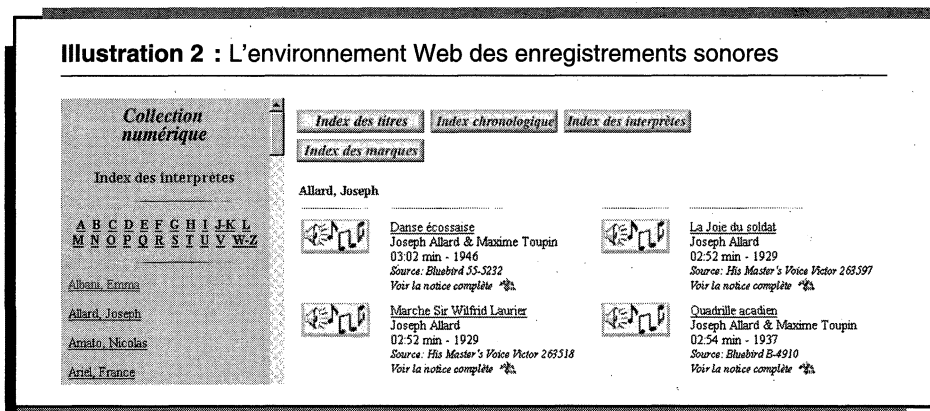 Illustration 2 : L'environnement Web des enregistrements sonores
Collection
numérique
Index des interprètes
A B C D E F G H I J-K L
M N O P Q R S T U V W-Z
Albani, Emma
Allard, Joseph
Amato, Nicolas
Ariel, France
Index des titres
Index chronologique
Index des interprètes
Index des marques
Allard, Joseph
Danse écossaise
Joseph Allard & Maxime Toupin
03:02 min - 1946
Source: Bluebird 55-5232
Voir la notice complète
La Joie du soldat
Joseph Allard
02:52 min - 1929
Source: His Master's Voice Victor 263597
Voir la notice complète
Marche Sir Wilfrid Laurier
Joseph Allard
02:52 min - 1929
Source: His Master's Voice Victor 263518
Voir la notice complète
Quadrille acadien
Joseph Allard & Maxime Toupin
02:54 min - 1937
Source: Bluebird B-4910
Voir la notice complète